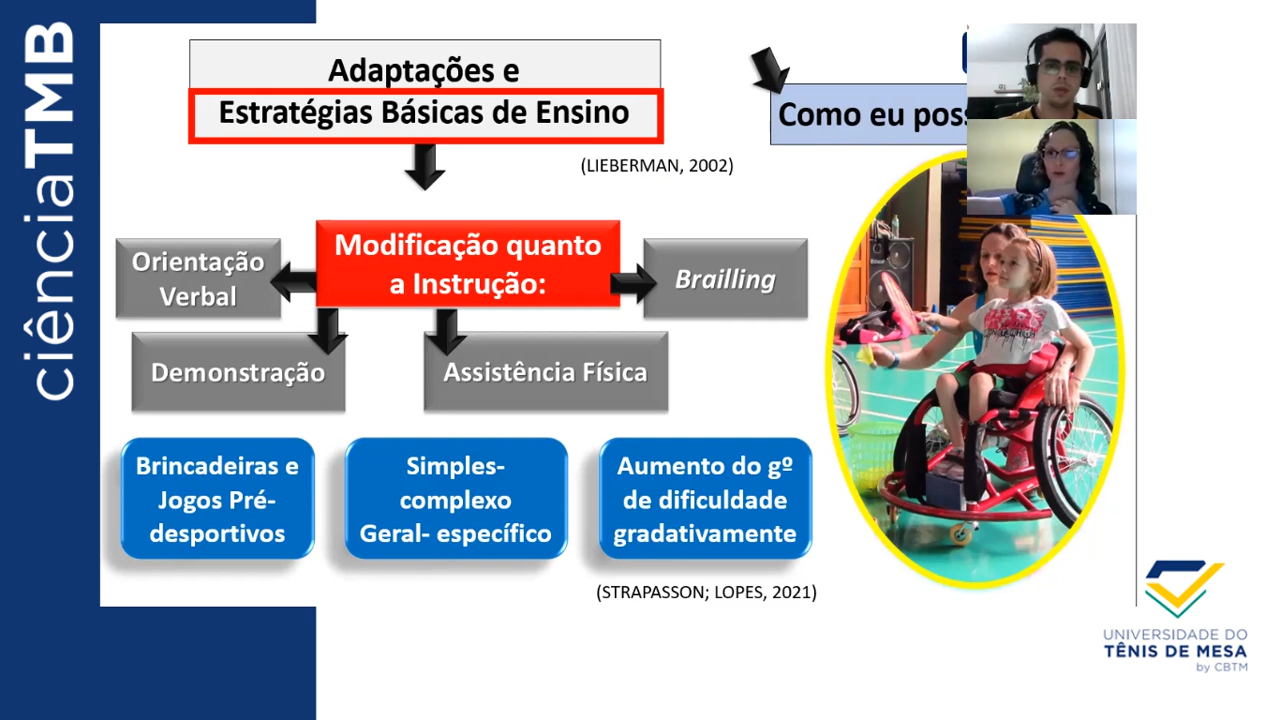 ciênciaTMB
Adaptações e
Estratégias Básicas de Ensino
Como eu poss
(LIEBERMAN, 2002)
Modificação quanto
a Instrução:
Orientação
Verbal
Brailling
Demonstração
Assistência Física
Brincadeiras e
Jogos Pré-
desportivos
Simples-
complexo
Geral- específico
Aumento do gº
de dificuldade
gradativamente
(STRAPASSON; LOPES, 2021)
UNIVERSIDADE DO
TÊNIS DE MESA
by CBTM